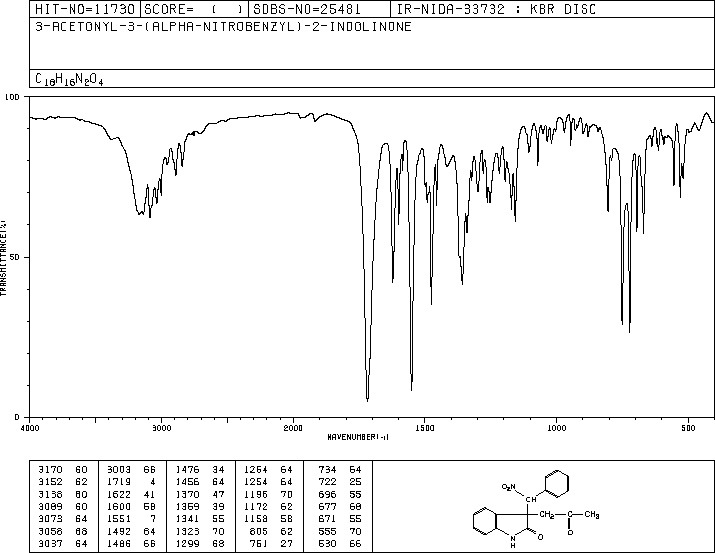 HIT-NO=11730 SCORE= ( ) SDBS-NO=25481 IR-NIDA-33732 : KBR DISC
3-ACETONYL-3-(ALPHA-NITROBENZYL)-2-INDOLINONE
C18H16N2O4
100
50
0
TRANSMITTANCE(%)
4000 3000 2000 1500 1000 500
WAVENUMBER(-1)
3170 60 3003 66 1476 34 1264 64 734 64
3152 62 1719 4 1456 64 1254 64 722 25
3138 60 1622 41 1370 47 1196 70 696 55
3089 60 1600 58 1359 39 1172 62 677 68
3073 64 1551 7 1341 55 1158 58 671 55
3056 66 1492 64 1323 70 805 62 555 70
3037 64 1486 66 1299 68 751 27 530 66
O2N
CH
CH2
C
CH3
O
O
N
H